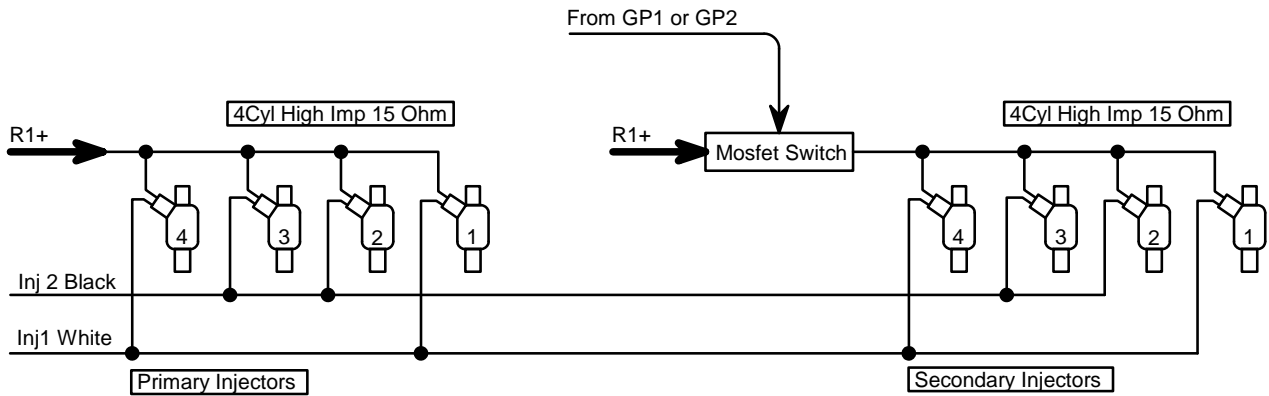 From GP1 or GP2
4Cyl High Imp 15 Ohm
4Cyl High Imp 15 Ohm
R1+
R1+
Mosfet Switch
4
3
2
1
4
3
2
1
Inj 2 Black
Inj1 White
Primary Injectors
Secondary Injectors